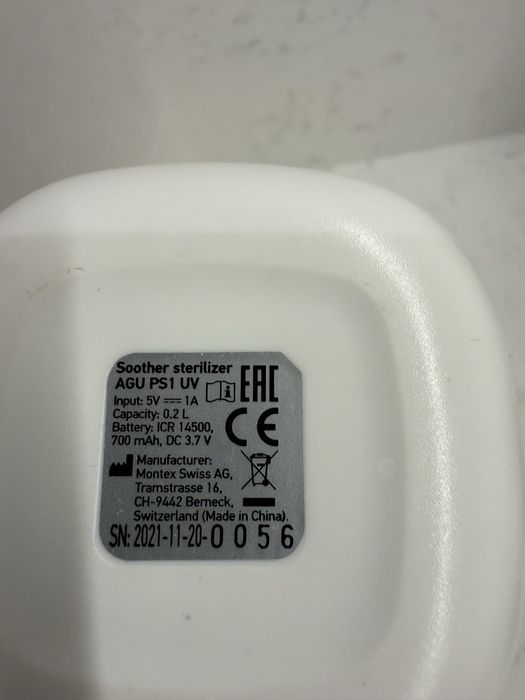 Soother sterilizer
AGU PS1 UV
EAC
Input: 5V ⎓ 1A
Capacity: 0.2 L
Battery: ICR 14500,
700 mAh, DC 3.7 V
CE
Manufacturer:
Montex Swiss AG,
Tramstrasse 16,
CH-9442 Berneck,
Switzerland (Made in China).
SN: 2021-11-20-0056